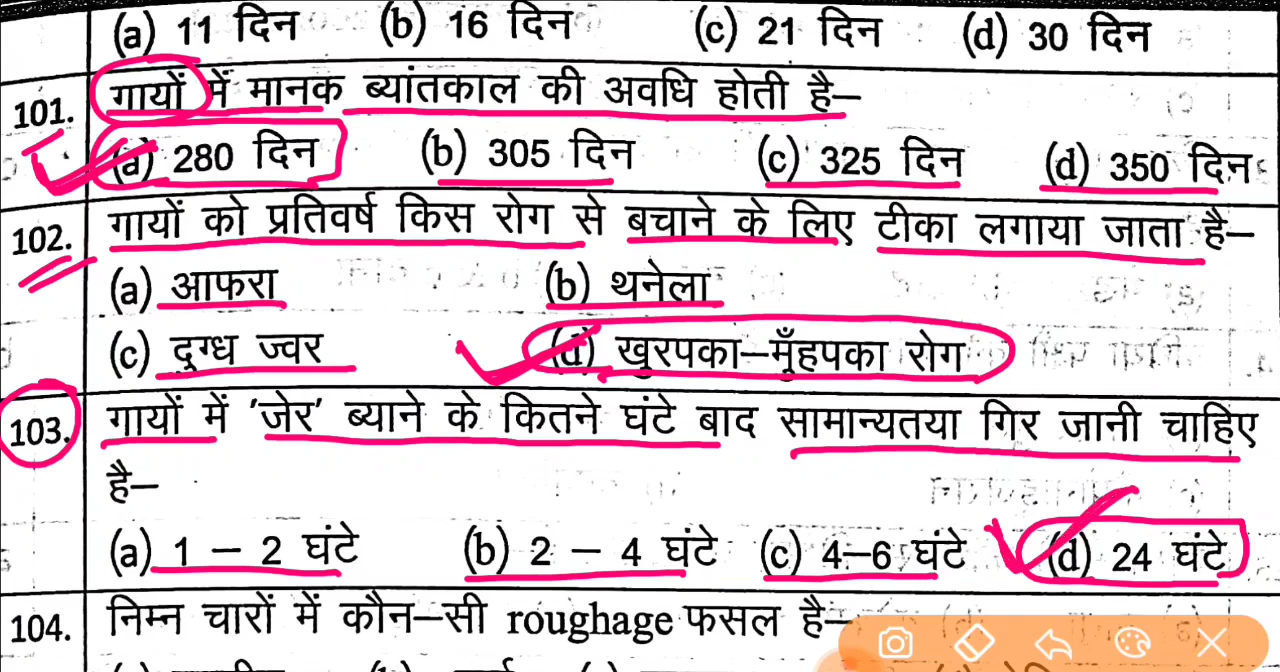 (a) 11 दिन (b) 16 दिन (c) 21 दिन (d) 30 दिन
101. गायों में मानक ब्यांतकाल की अवधि होती है–
(a) 280 दिन (b) 305 दिन (c) 325 दिन (d) 350 दिन
102. गायों को प्रतिवर्ष किस रोग से बचाने के लिए टीका लगाया जाता है–
(a) आफरा (b) थनेला
(c) दुग्ध ज्वर (d) खुरपका–मुँहपका रोग
103. गायों में 'जेर' ब्याने के कितने घंटे बाद सामान्यतया गिर जानी चाहिए
है–
(a) 1 – 2 घंटे (b) 2 – 4 घंटे (c) 4–6 घंटे (d) 24 घंटे
104. निम्न चारों में कौन–सी roughage फसल है–